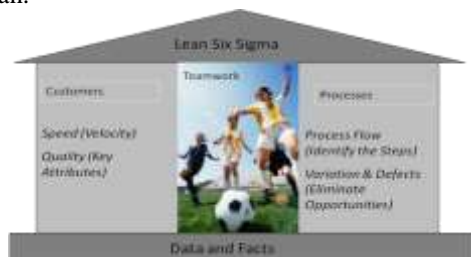 an.
Lean Six Sigma
Customers
Speed (Velocity)
Quality (Key
Attributes)
Teamwork
Processes
Process Flow
(Identify the Steps)
Variation & Defects
(Eliminate
Opportunities)
Data and Facts